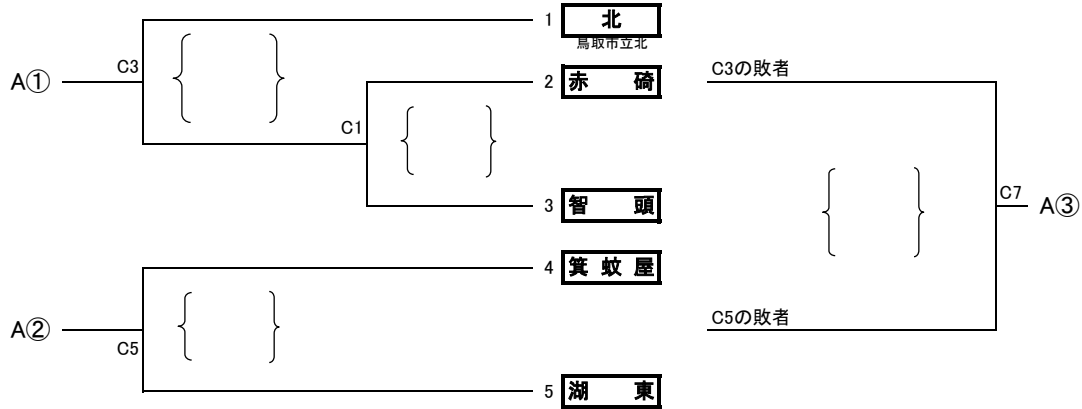 1 北
鳥取市立北
C3
A①
2 赤 碕
C3の敗者
C1
3 智 頭
C7
A③
4 箕 蚊 屋
C5の敗者
A②
C5
5 湖 東